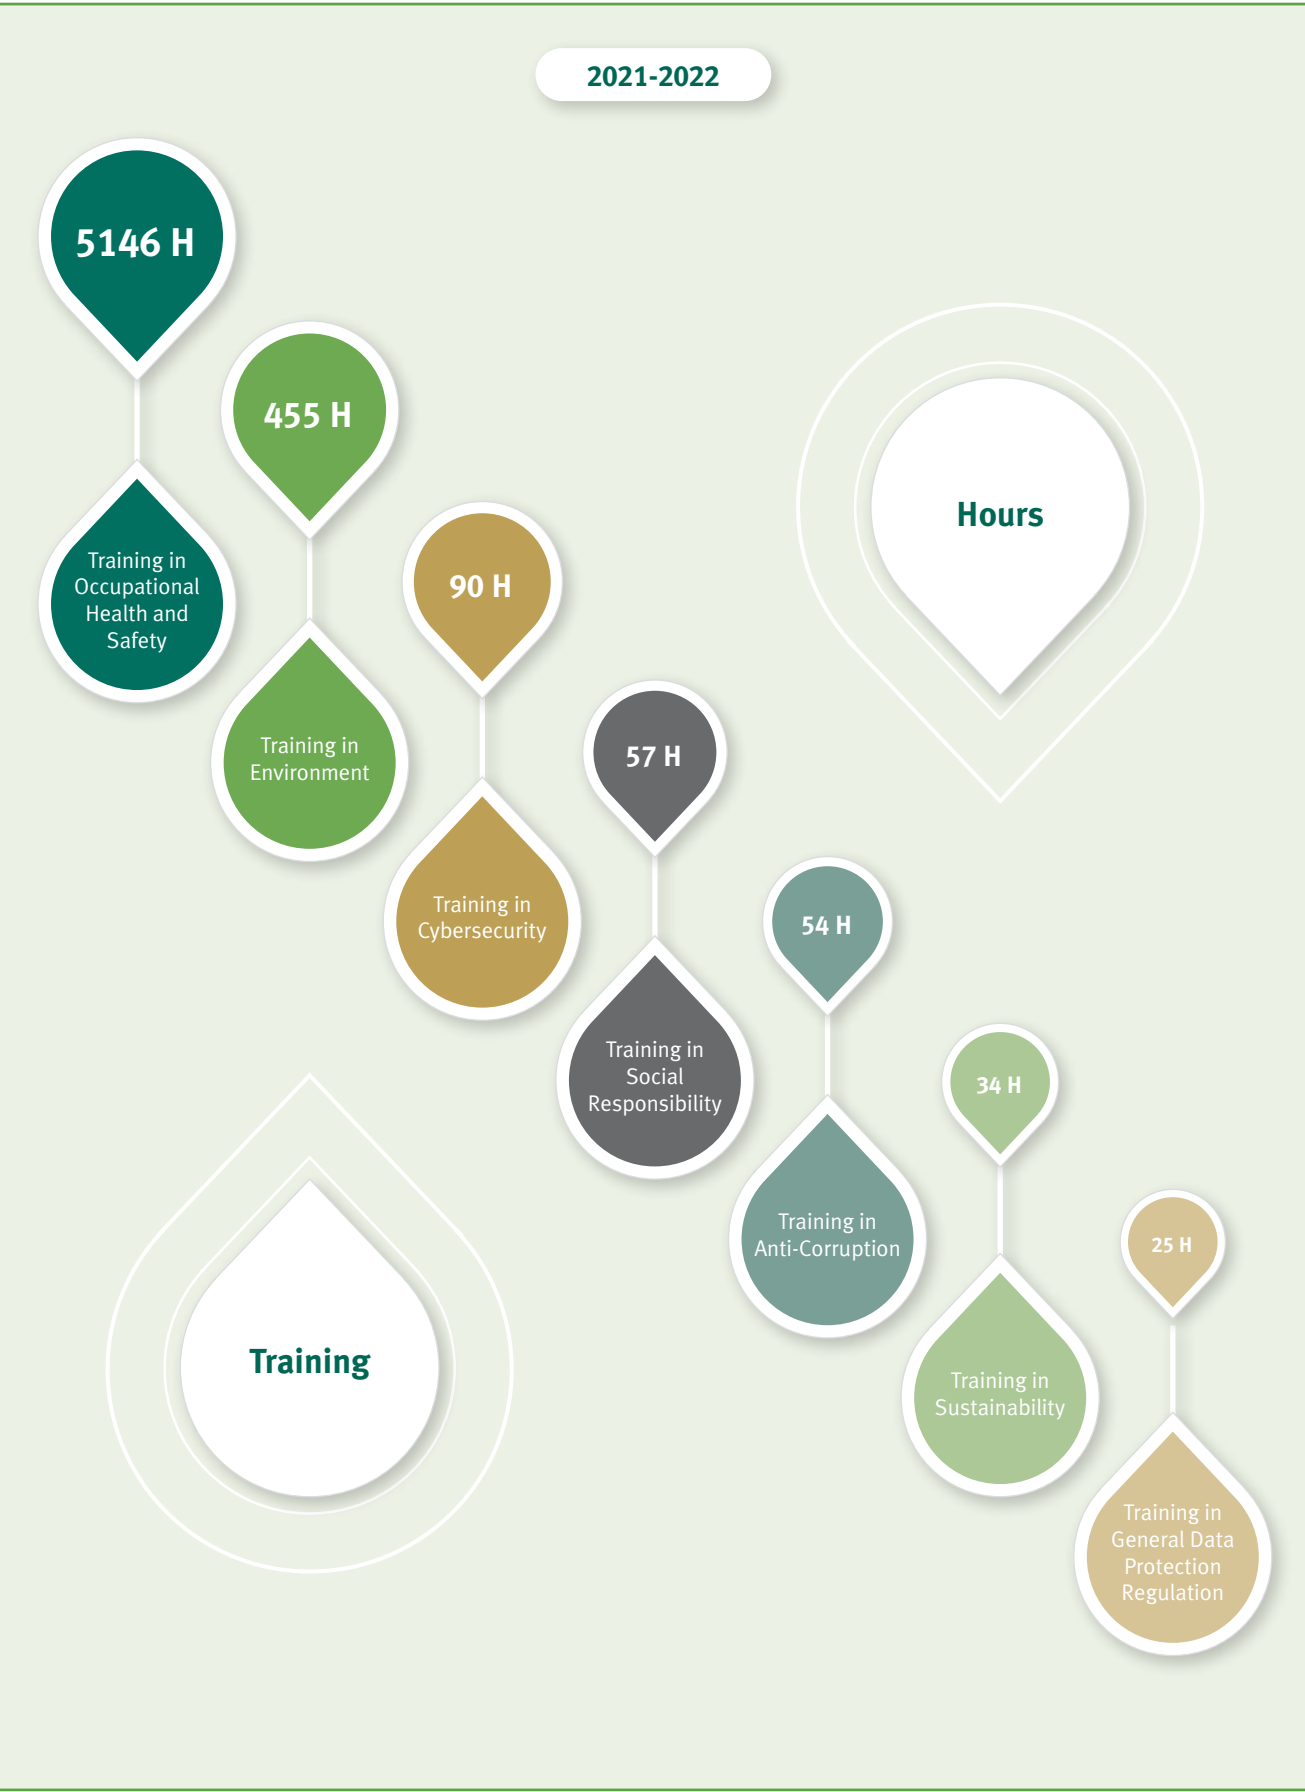 2021-2022
5146 H
Training in
Occupational
Health and
Safety
455 H
Training in
Environment
90 H
Training in
Cybersecurity
57 H
Training in
Social
Responsibility
54 H
Training in
Anti-Corruption
34 H
Training in
Sustainability
25 H
Training in
General Data
Protection
Regulation
Hours
Training